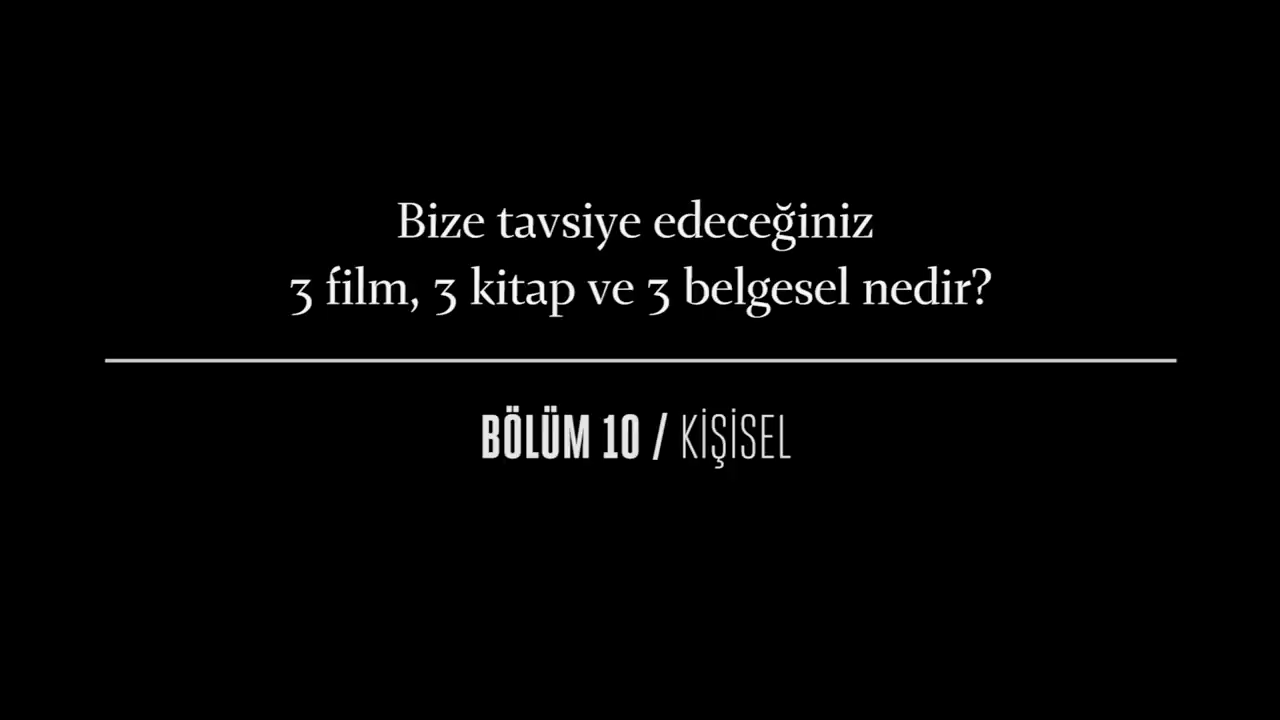 Bize tavsiye edeceğiniz
3 film, 3 kitap ve 3 belgesel nedir?
BÖLÜM 10 / KİŞİSEL